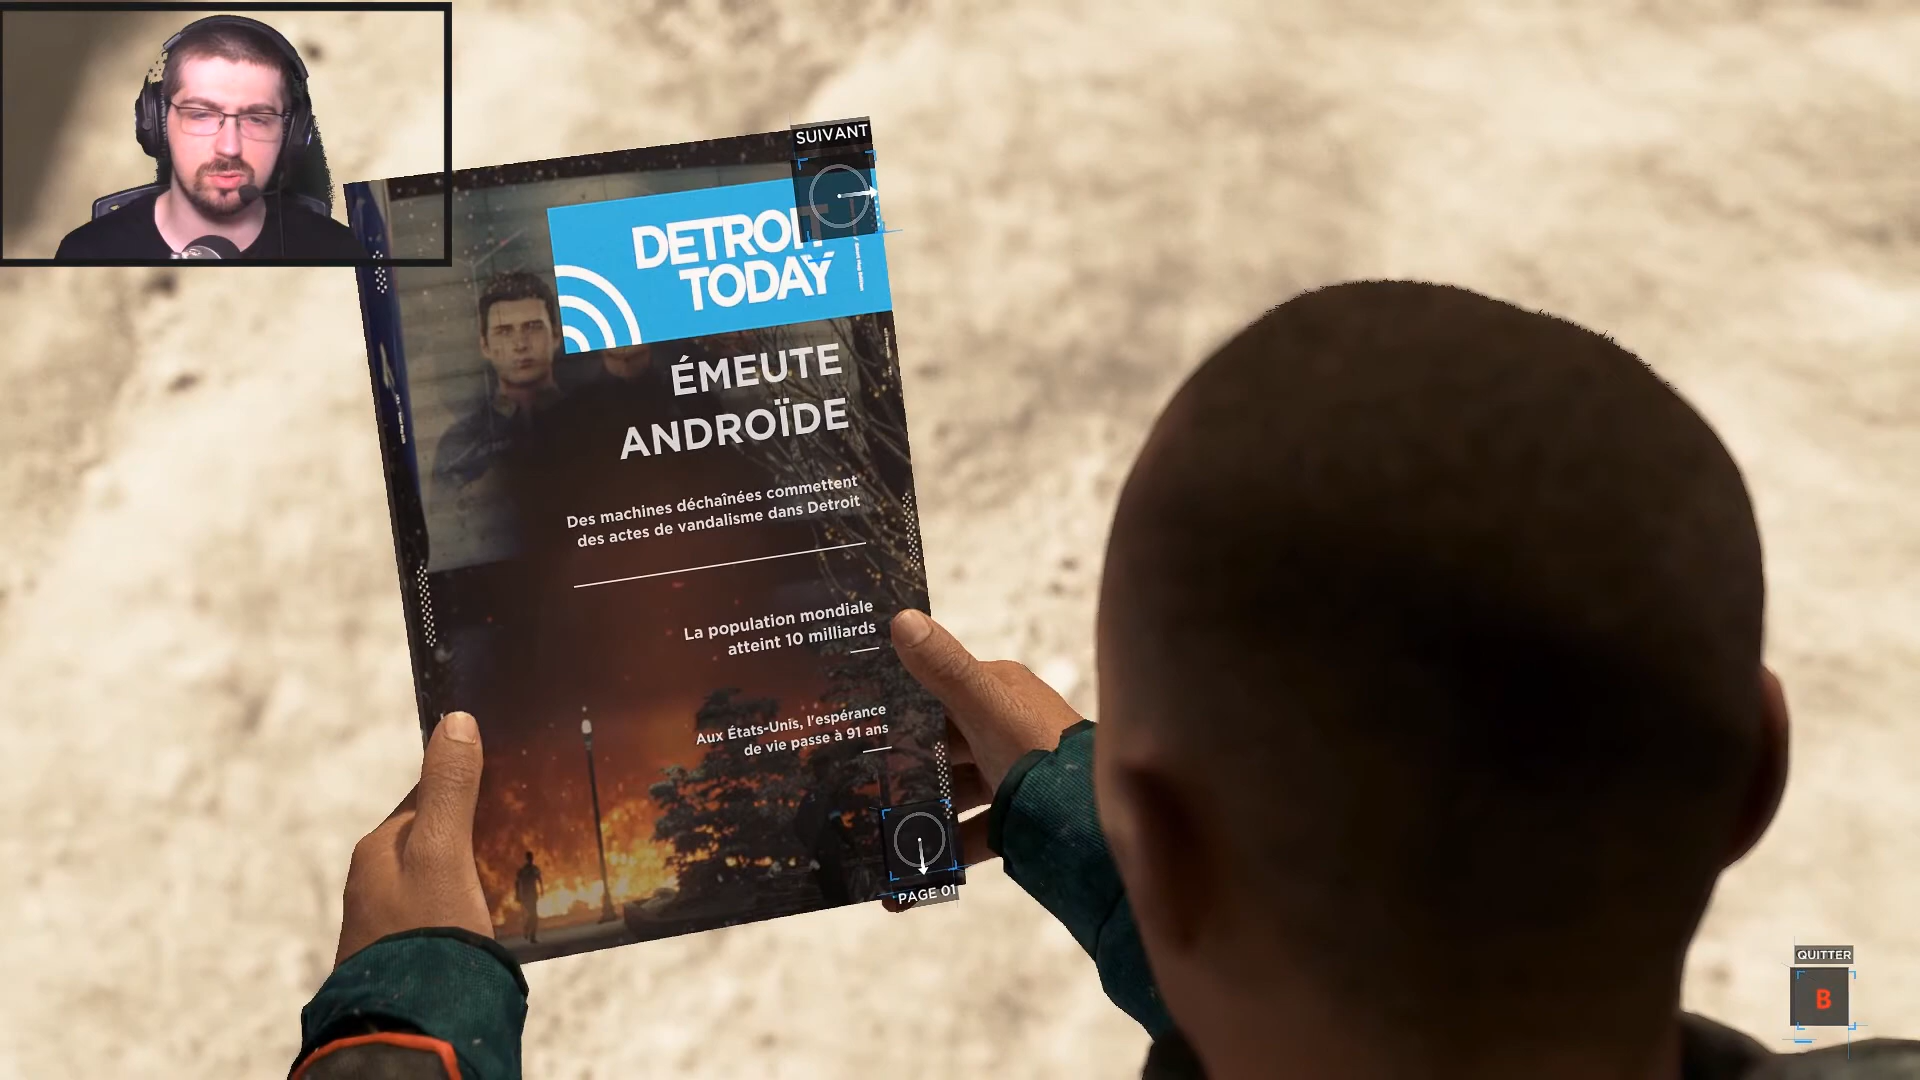 SUIVANT
DETROIT
TODAY
ÉMEUTE
ANDROÏDE
Des machines déchaînées commettent
des actes de vandalisme dans Detroit
La population mondiale
atteint 10 milliards
Aux États-Unis, l'espérance
de vie passe à 91 ans
PAGE 01
QUITTER
B